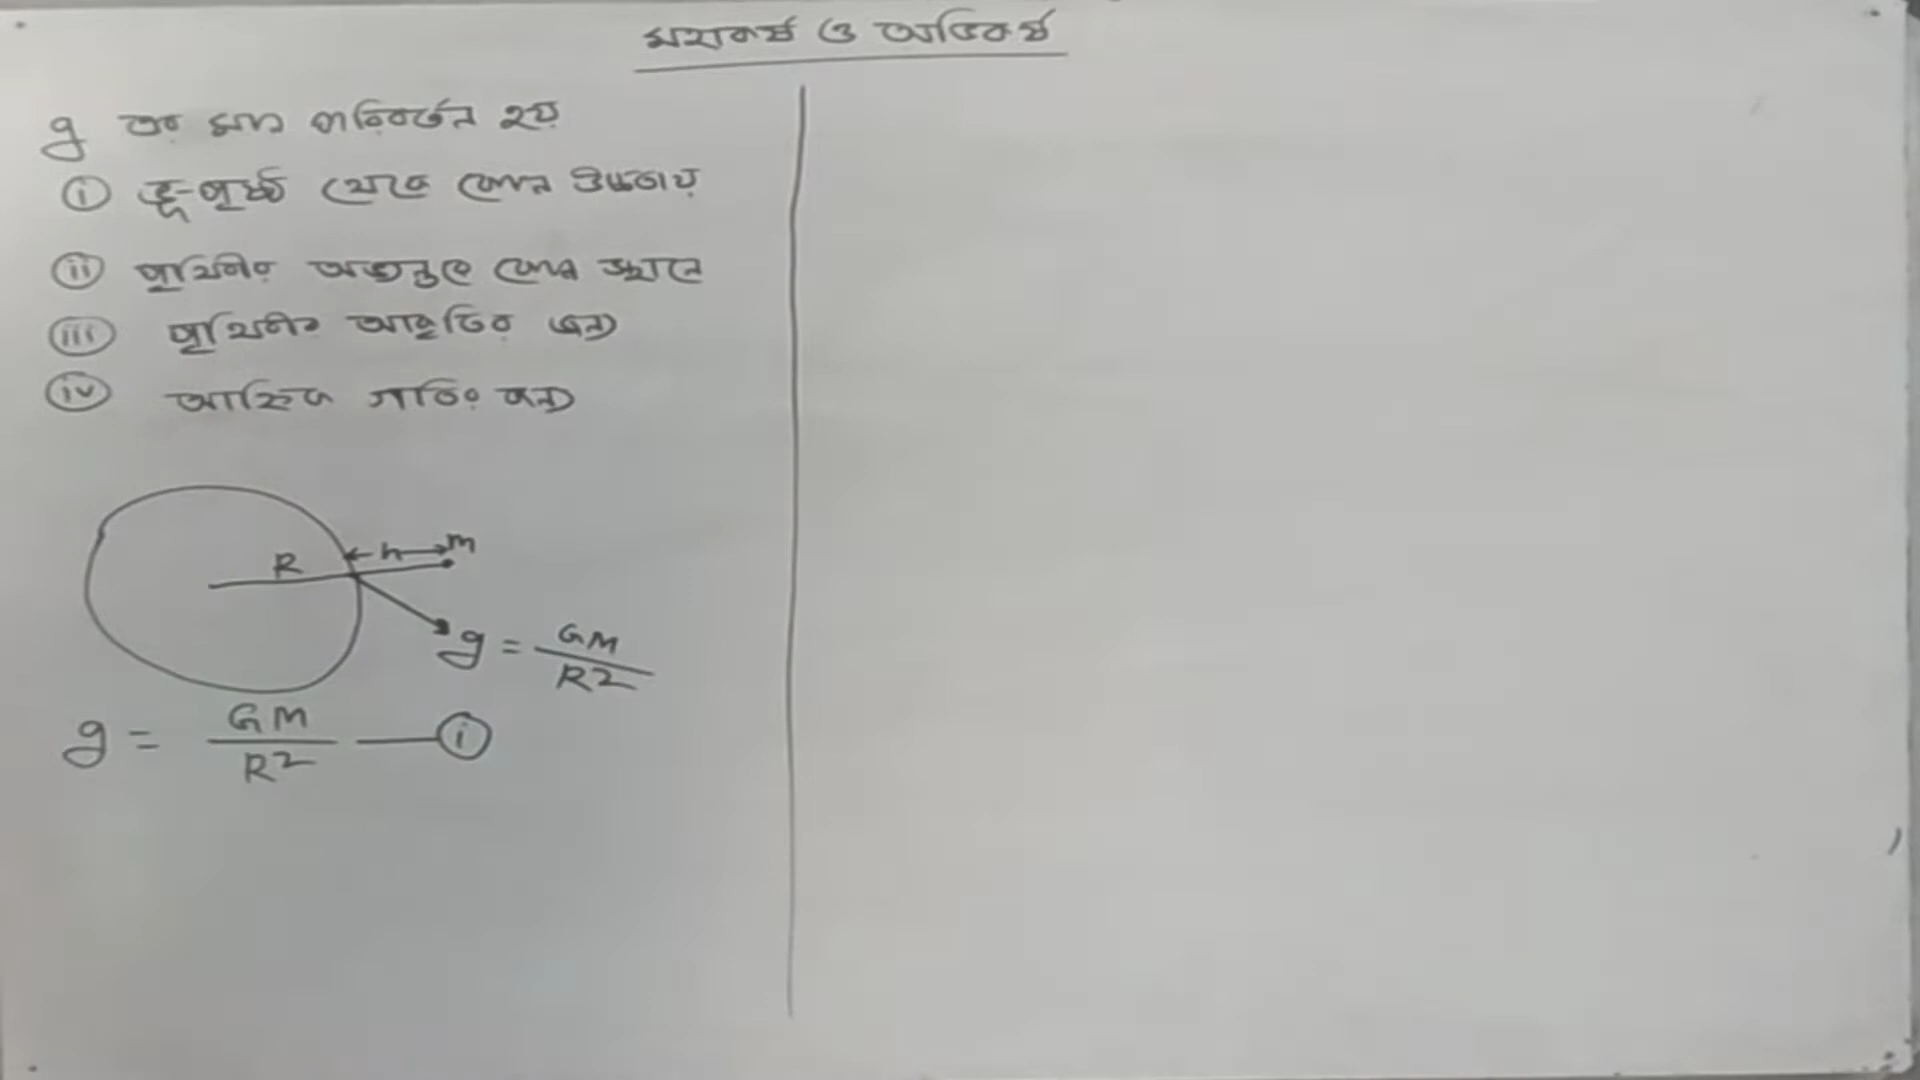 মহাকর্ষ ও অভিকর্ষ
g এর মান পরিবর্তন হয়
(i) ভূ-পৃষ্ঠ থেকে কোন উচ্চতায়
(ii) পৃথিবীর অভ্যন্তরে কোন স্থানে
(iii) পৃথিবীর আকৃতির জন্য
(iv) আহ্নিক গতির জন্য
R h m
g = GM/R2
g = GM/R² — (i)